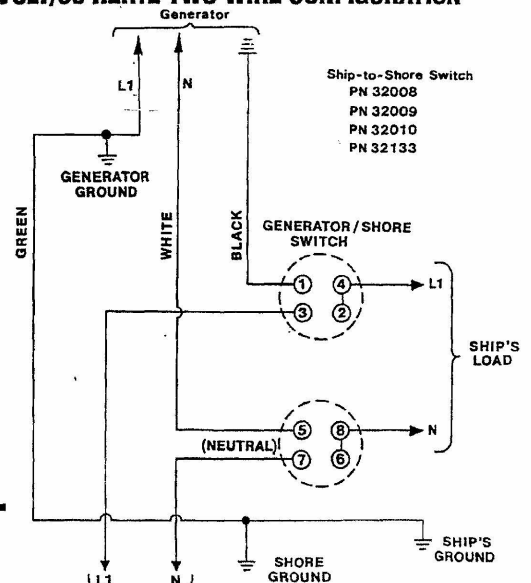 Generator
L1
N
Ship-to-Shore Switch
PN 32008
PN 32009
PN 32010
PN 32133
GENERATOR
GROUND
GREEN
WHITE
BLACK
GENERATOR/SHORE
SWITCH
1
4
L1
3
2
SHIP'S
LOAD
5
8
N
(NEUTRAL)
7
6
SHIP'S
GROUND
SHORE
GROUND
L1
N